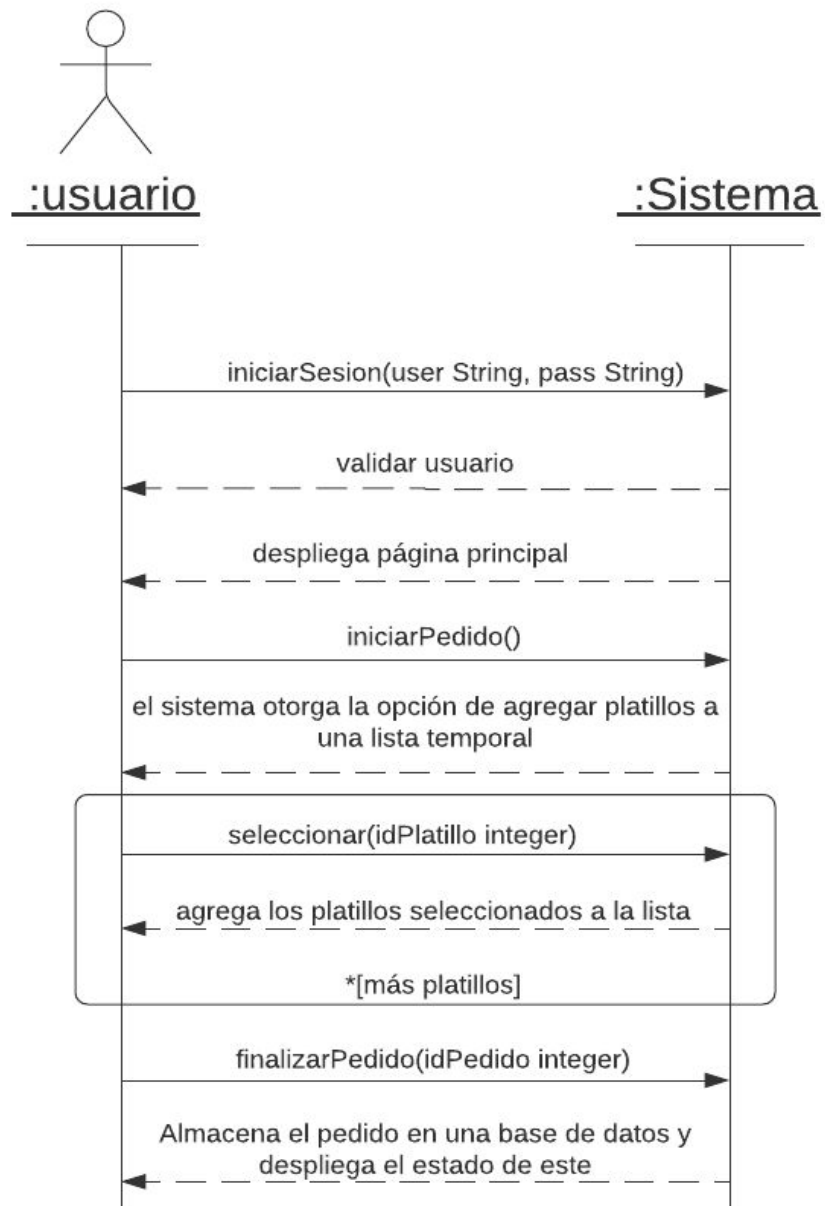 :usuario
:Sistema
iniciarSesion(user String, pass String)
validar usuario
despliega página principal
iniciarPedido()
el sistema otorga la opción de agregar platillos a
una lista temporal
seleccionar(idPlatillo integer)
agrega los platillos seleccionados a la lista
*[más platillos]
finalizarPedido(idPedido integer)
Almacena el pedido en una base de datos y
despliega el estado de este